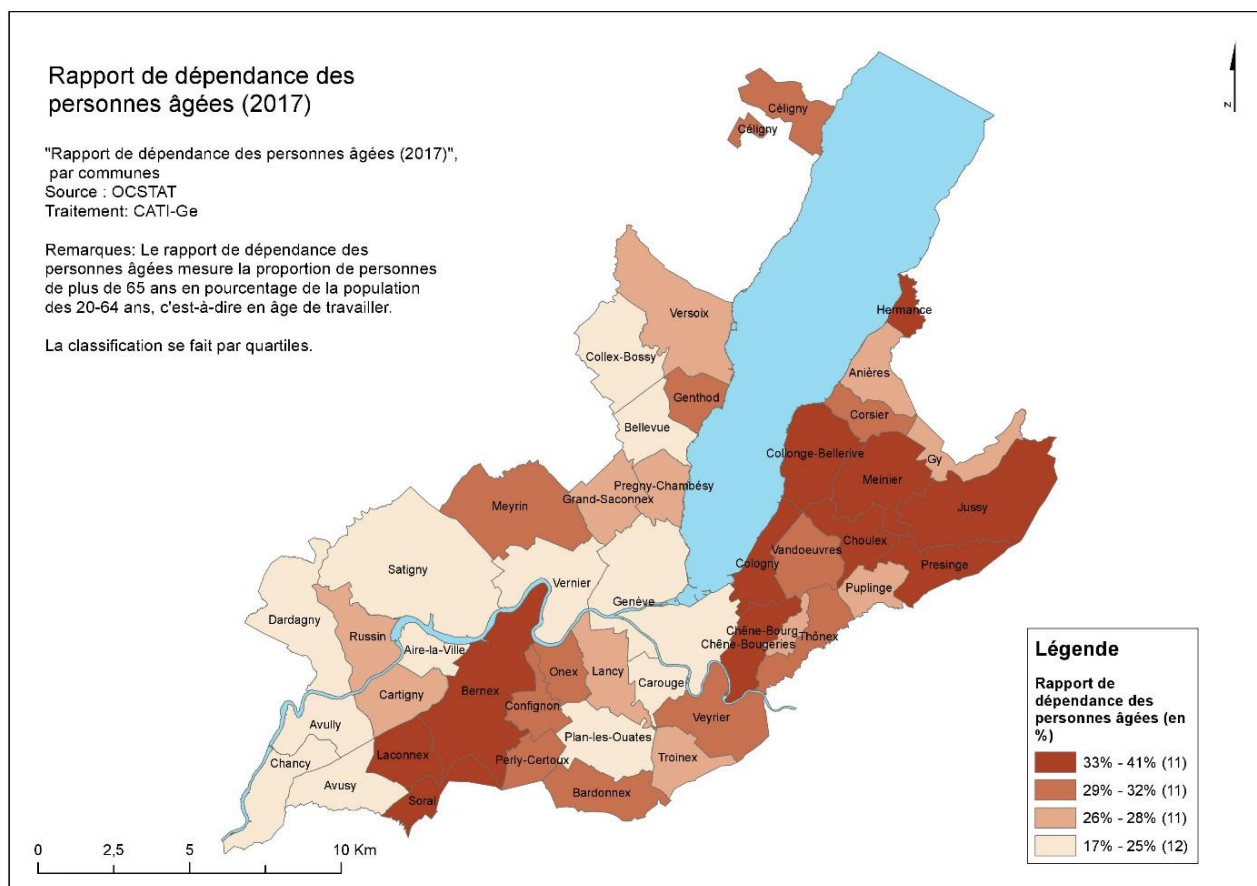 Rapport de dépendance des
personnes âgées (2017)
"Rapport de dépendance des personnes âgées (2017)",
par communes
Source : OCSTAT
Traitement: CATI-Ge
Remarques: Le rapport de dépendance des
personnes âgées mesure la proportion de personnes
de plus de 65 ans en pourcentage de la population
des 20-64 ans, c'est-à-dire en âge de travailler.
La classification se fait par quartiles.
N
Céligny
Céligny
Versoix
Hermance
Collex-Bossy
Anières
Genthod
Corsier
Bellevue
Collonge-Bellerive
Gy
Meinier
Pregny-Chambésy
Grand-Saconnex
Meyrin
Jussy
Choulex
Vandoeuvres
Cologny
Presinge
Satigny
Vernier
Puplinge
Genève
Dardagny
Chêne-Bourg
Thônex
Russin
Chêne-Bougeries
Aire-la-Ville
Onex
Lancy
Carouge
Bernex
Cartigny
Confignon
Veyrier
Avully
Plan-les-Ouates
Laconnex
Perly-Certoux
Troinex
Chancy
Avusy
Bardonnex
Soral
Légende
Rapport de
dépendance des
personnes âgées (en
%)
33% - 41% (11)
29% - 32% (11)
26% - 28% (11)
17% - 25% (12)
0 2,5 5 10 Km